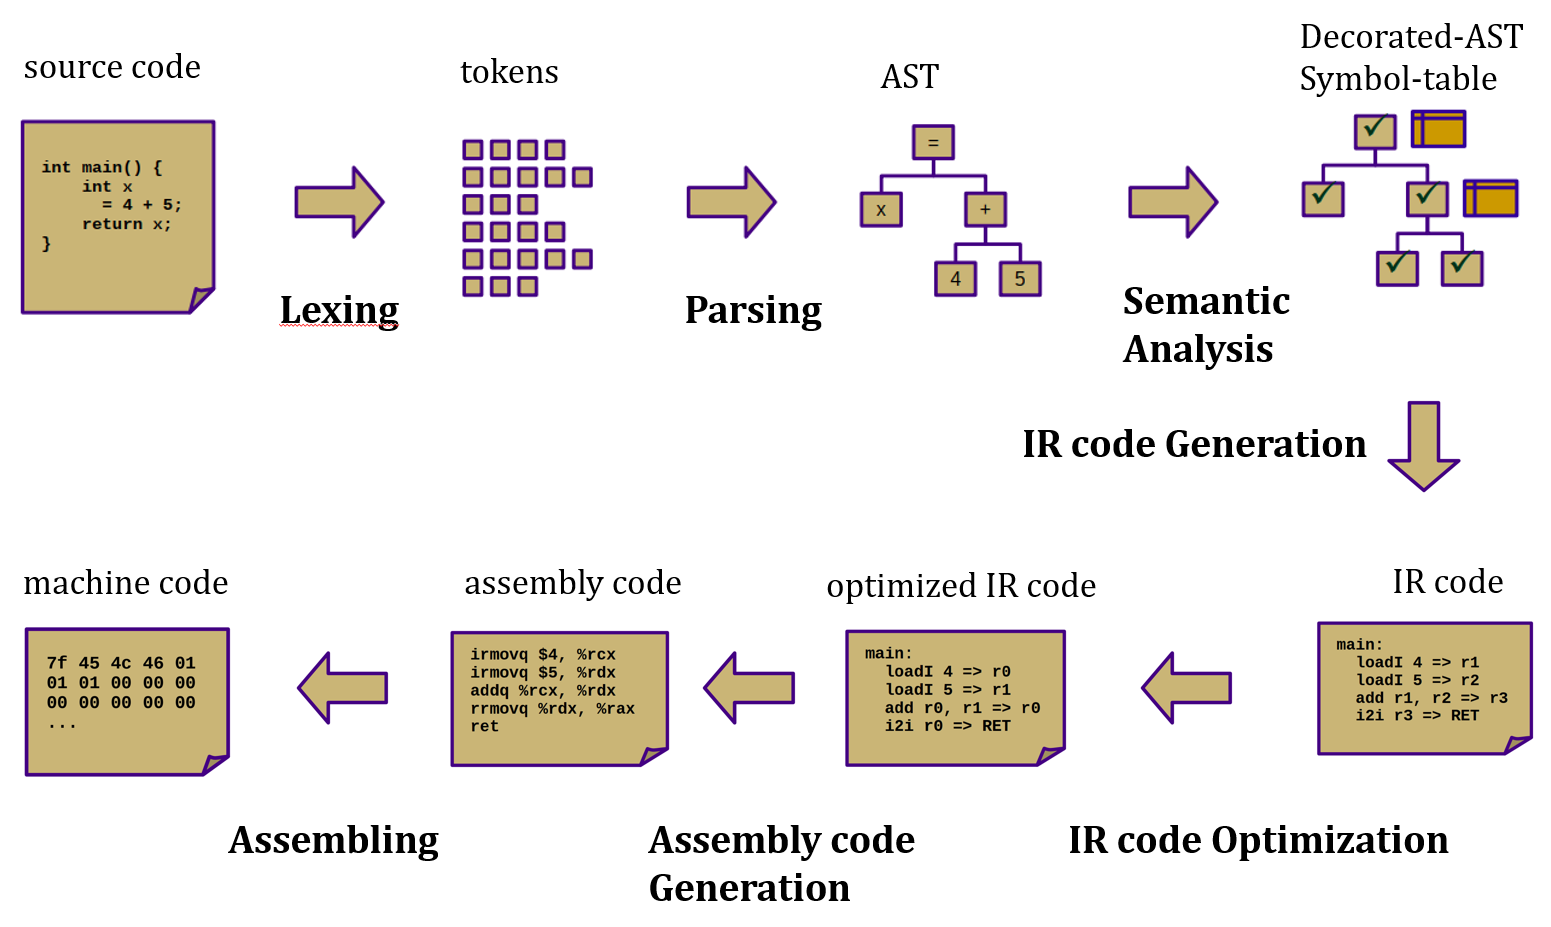 source code
int main() {
int x
= 4 + 5;
return x;
}
Lexing
tokens
Parsing
AST
=
x
+
4
5
Semantic
Analysis
Decorated-AST
Symbol-table
IR code Generation
IR code
main:
loadI 4 => r1
loadI 5 => r2
add r1, r2 => r3
i2i r3 => RET
IR code Optimization
optimized IR code
main:
loadI 4 => r0
loadI 5 => r1
add r0, r1 => r0
i2i r0 => RET
Assembly code
Generation
assembly code
irmovq $4, %rcx
irmovq $5, %rdx
addq %rcx, %rdx
rrmovq %rdx, %rax
ret
Assembling
machine code
7f 45 4c 46 01
01 01 00 00 00
00 00 00 00 00
...